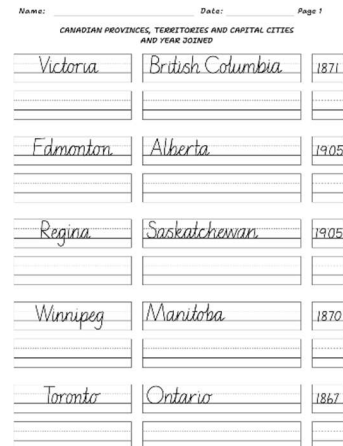 Name: Date: Page 1
CANADIAN PROVINCES, TERRITORIES AND CAPITAL CITIES
AND YEAR JOINED
Victoria British Columbia 1871
Edmonton Alberta 1905
Regina Saskatchewan 1905
Winnipeg Manitoba 1870
Toronto Ontario 1867